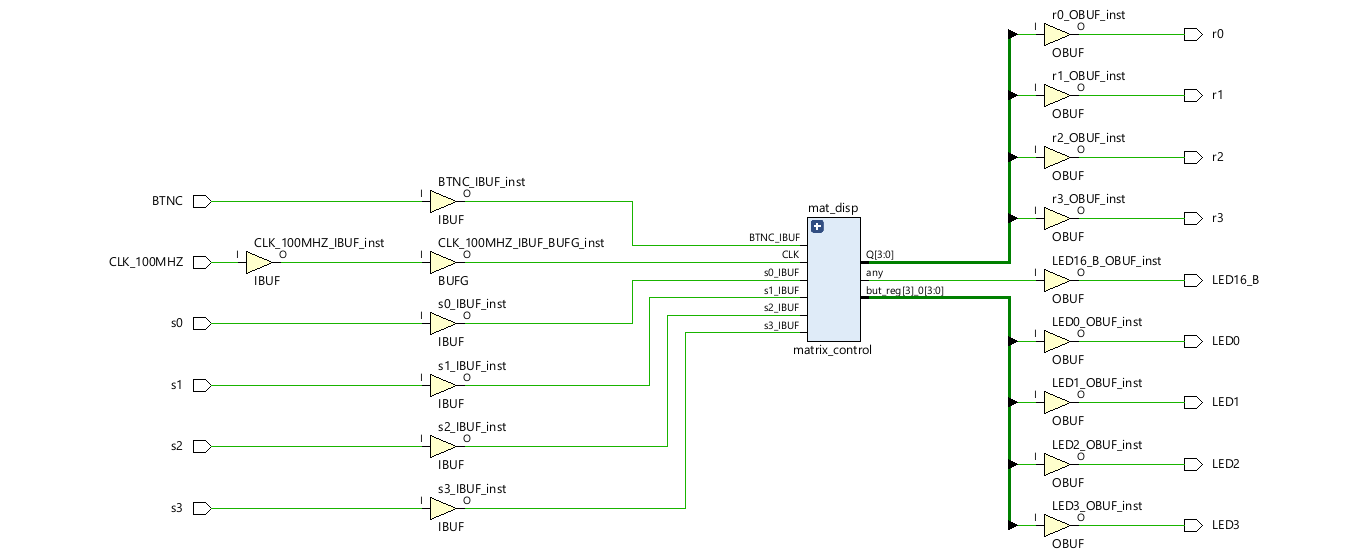 r0_OBUF_inst
I
O
r0
OBUF
r1_OBUF_inst
I
O
r1
OBUF
r2_OBUF_inst
I
O
r2
OBUF
r3_OBUF_inst
I
O
r3
OBUF
BTNC
BTNC_IBUF_inst
I
O
IBUF
CLK_100MHZ
CLK_100MHZ_IBUF_inst
I
O
IBUF
CLK_100MHZ_IBUF_BUFG_inst
I
O
BUFG
s0
s0_IBUF_inst
I
O
IBUF
s1
s1_IBUF_inst
I
O
IBUF
s2
s2_IBUF_inst
I
O
IBUF
s3
s3_IBUF_inst
I
O
IBUF
mat_disp
BTNC_IBUF
CLK
s0_IBUF
s1_IBUF
s2_IBUF
s3_IBUF
Q[3:0]
any
but_reg[3]_0[3:0]
matrix_control
LED16_B_OBUF_inst
I
O
LED16_B
OBUF
LED0_OBUF_inst
I
O
LED0
OBUF
LED1_OBUF_inst
I
O
LED1
OBUF
LED2_OBUF_inst
I
O
LED2
OBUF
LED3_OBUF_inst
I
O
LED3
OBUF